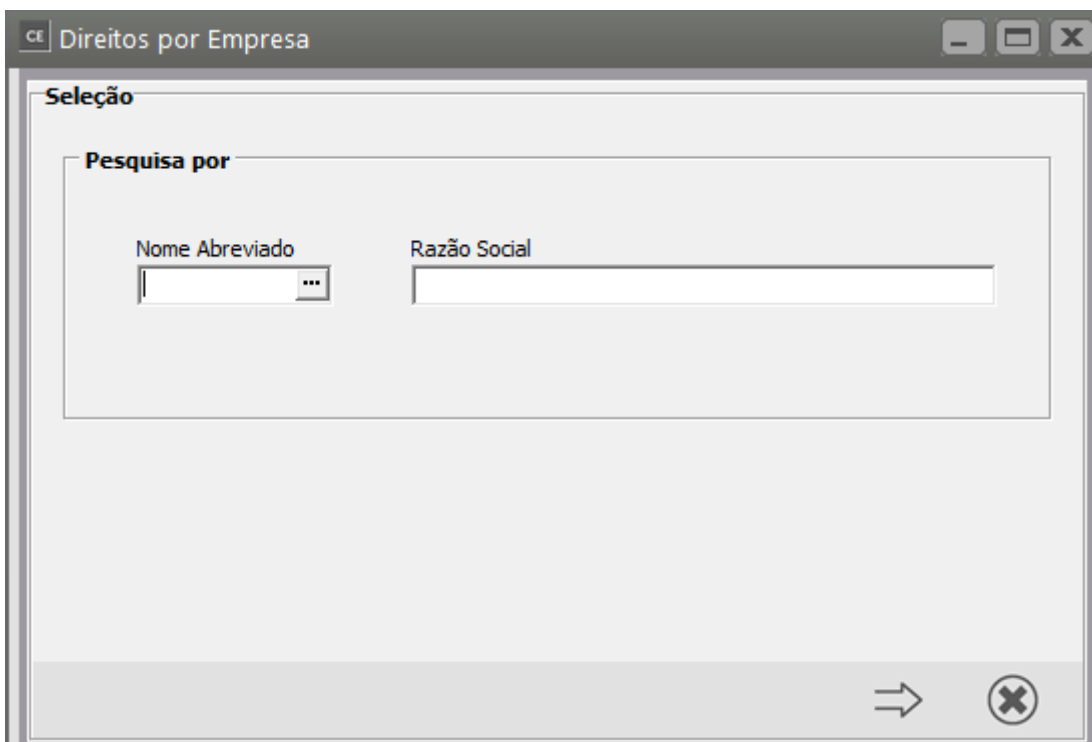 CE Direitos por Empresa
Seleção
Pesquisa por
Nome Abreviado Razão Social
...